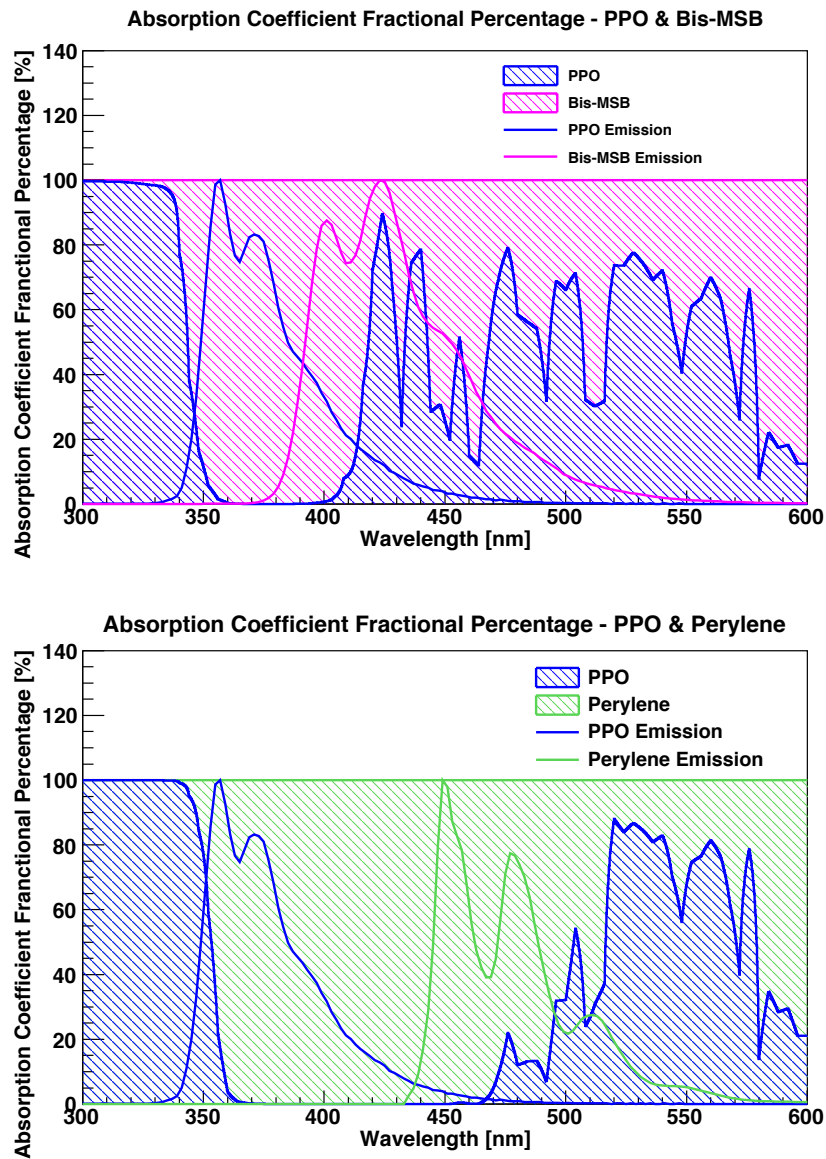 Absorption Coefficient Fractional Percentage - PPO & Bis-MSB
Absorption Coefficient Franctional Percentage [%]
140
120
100
80
60
40
20
0
PPO
Bis-MSB
PPO Emission
Bis-MSB Emission
300 350 400 450 500 550 600
Wavelength [nm]
Absorption Coefficient Fractional Percentage - PPO & Perylene
Absorption Coefficient Franctional Percentage [%]
140
120
100
80
60
40
20
0
PPO
Perylene
PPO Emission
Perylene Emission
300 350 400 450 500 550 600
Wavelength [nm]